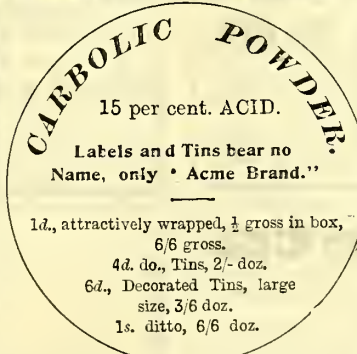 CARBOLIC POWDER.
15 per cent. ACID.
Labels and Tins bear no
Name, only " Acme Brand."
1d., attractively wrapped, ½ gross in box,
6/6 gross.
4d. do., Tins, 2/- doz.
6d., Decorated Tins, large
size, 3/6 doz.
1s. ditto, 6/6 doz.